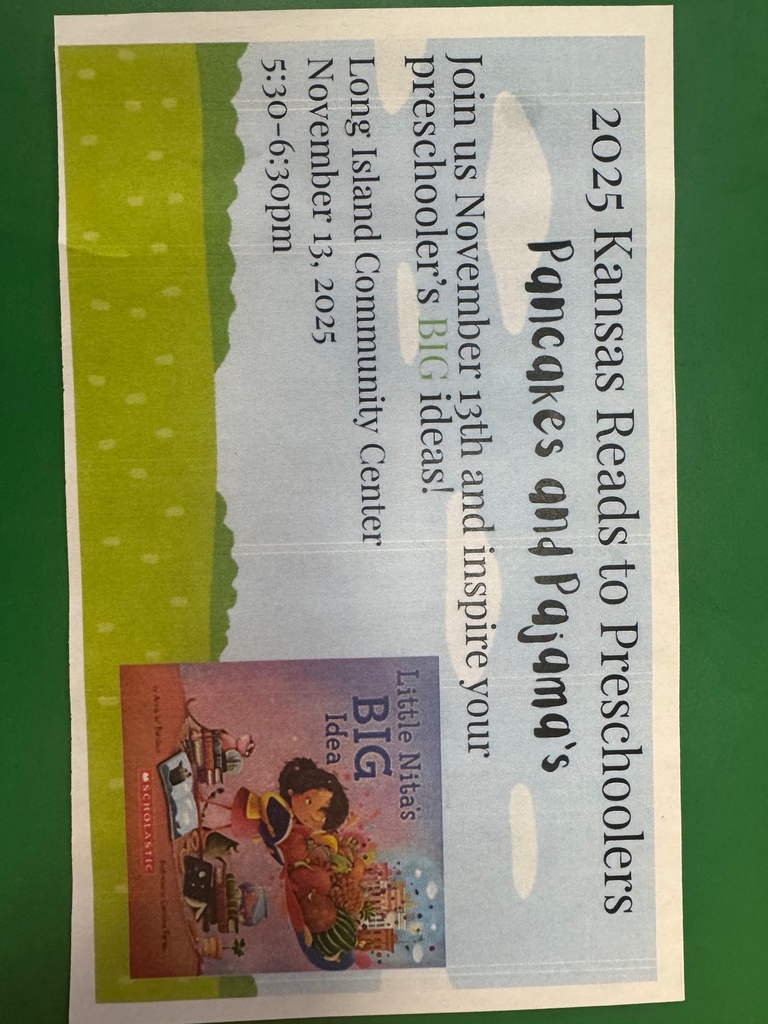 2025 Kansas Reads to Preschoolers
Pancakes and Pajama's
Join us November 13th and inspire your
preschooler's BIG ideas!
Long Island Community Center
November 13, 2025
5:30-6:30pm
Little Nita's
BIG
Idea
SCHOLASTIC